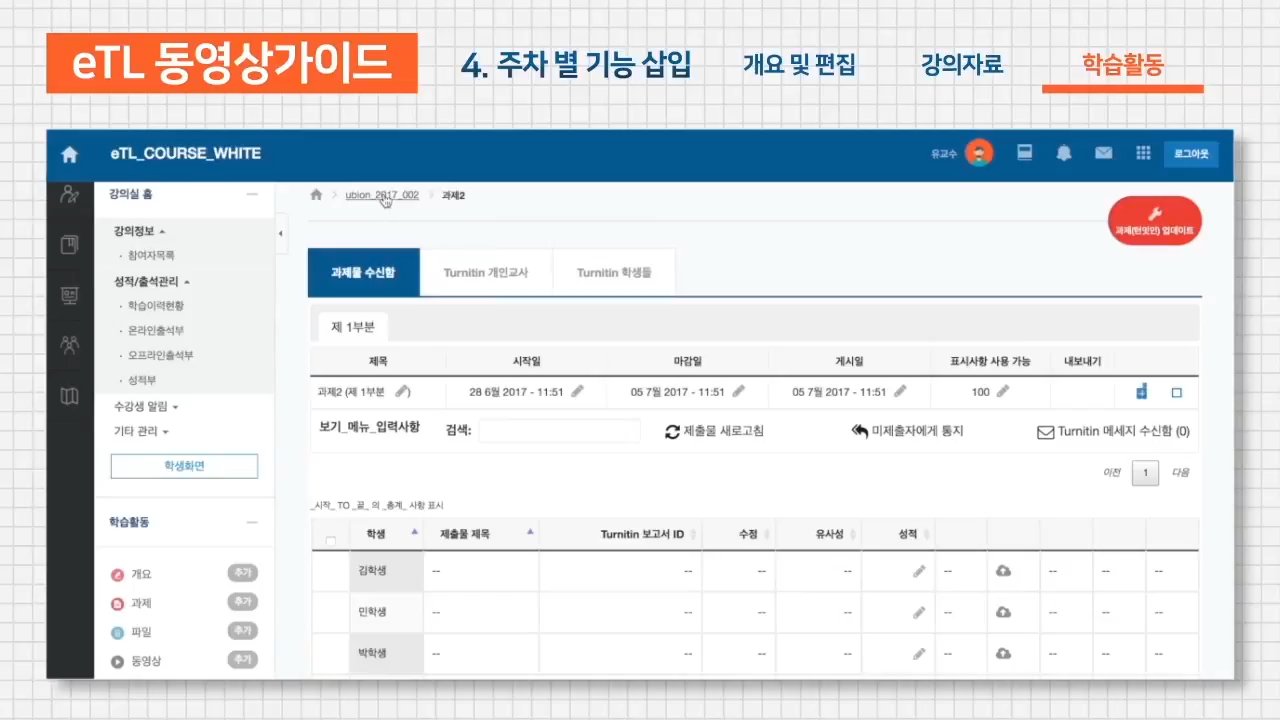 eTL 동영상가이드
4. 주차 별 기능 삽입 개요 및 편집 강의자료 학습활동
eTL_COURSE_WHITE 유교수 로그아웃
강의실 홈
강의정보
· 참여자목록
성적/출석관리
· 학습이력현황
· 온라인출석부
· 오프라인출석부
· 성적부
수강생 알림
기타 관리
학생화면
학습활동
개요 추가
과제 추가
파일 추가
동영상 추가
ubion_2017_002 과제2
과제(턴잇인) 업데이트
과제물 수신함 Turnitin 개인교사 Turnitin 학생들
제 1부분
제목 시작일 마감일 게시일 표시사항 사용 가능 내보내기
과제2 (제 1부분 ) 28 6월 2017 - 11:51 05 7월 2017 - 11:51 05 7월 2017 - 11:51 100
보기_메뉴_입력사항 검색: 제출물 새로고침 미제출자에게 통지 Turnitin 메세지 수신함 (0)
이전 1 다음
_시작_ TO _끝_ 의 _총계_ 사항 표시
학생 제출물 제목 Turnitin 보고서 ID 수정 유사성 성적
김학생 -- -- -- -- -- -- -- --
민학생 -- -- -- -- -- -- -- --
박학생 -- -- -- -- -- -- -- --